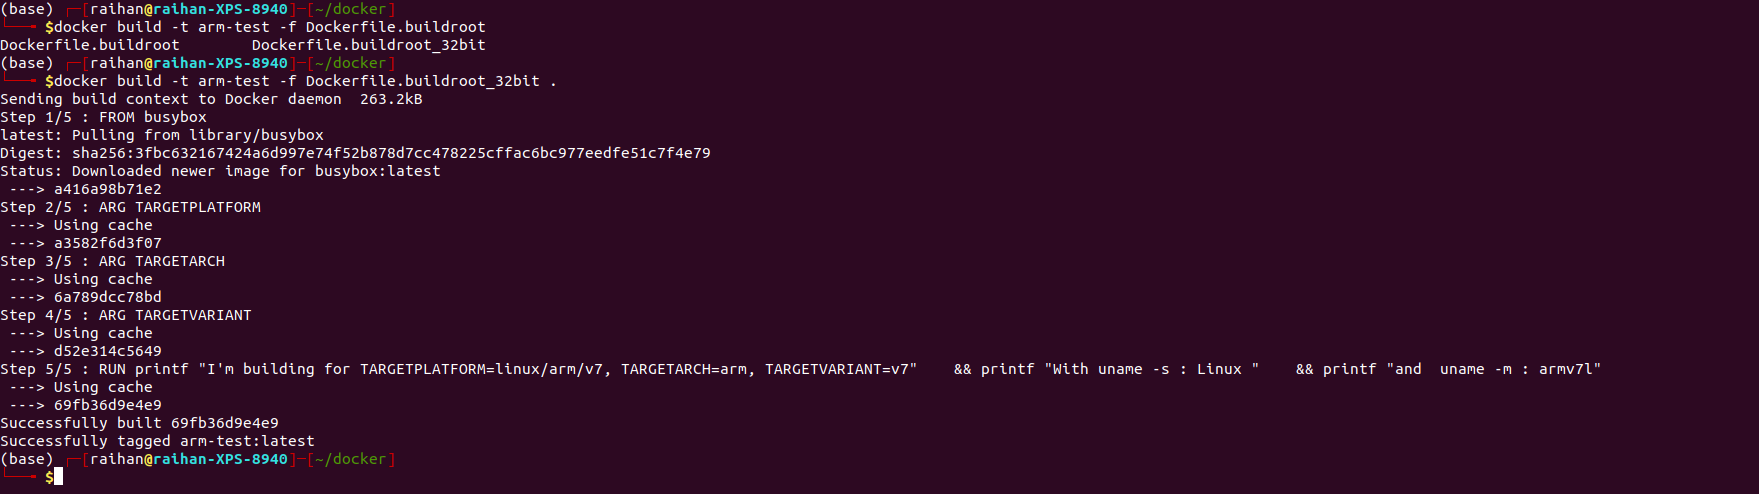 (base) ┌─[raihan@raihan-XPS-8940]─[~/docker]
└──╼ $docker build -t arm-test -f Dockerfile.buildroot
Dockerfile.buildroot        Dockerfile.buildroot_32bit
(base) ┌─[raihan@raihan-XPS-8940]─[~/docker]
└──╼ $docker build -t arm-test -f Dockerfile.buildroot_32bit .
Sending build context to Docker daemon  263.2kB
Step 1/5 : FROM busybox
latest: Pulling from library/busybox
Digest: sha256:3fbc632167424a6d997e74f52b878d7cc478225cffac6bc977eedfe51c7f4e79
Status: Downloaded newer image for busybox:latest
 ---> a416a98b71e2
Step 2/5 : ARG TARGETPLATFORM
 ---> Using cache
 ---> a3582f6d3f07
Step 3/5 : ARG TARGETARCH
 ---> Using cache
 ---> 6a789dcc78bd
Step 4/5 : ARG TARGETVARIANT
 ---> Using cache
 ---> d52e314c5649
Step 5/5 : RUN printf "I'm building for TARGETPLATFORM=linux/arm/v7, TARGETARCH=arm, TARGETVARIANT=v7"    && printf "With uname -s : Linux "    && printf "and  uname -m : armv7l"
 ---> Using cache
 ---> 69fb36d9e4e9
Successfully built 69fb36d9e4e9
Successfully tagged arm-test:latest
(base) ┌─[raihan@raihan-XPS-8940]─[~/docker]
└──╼ $